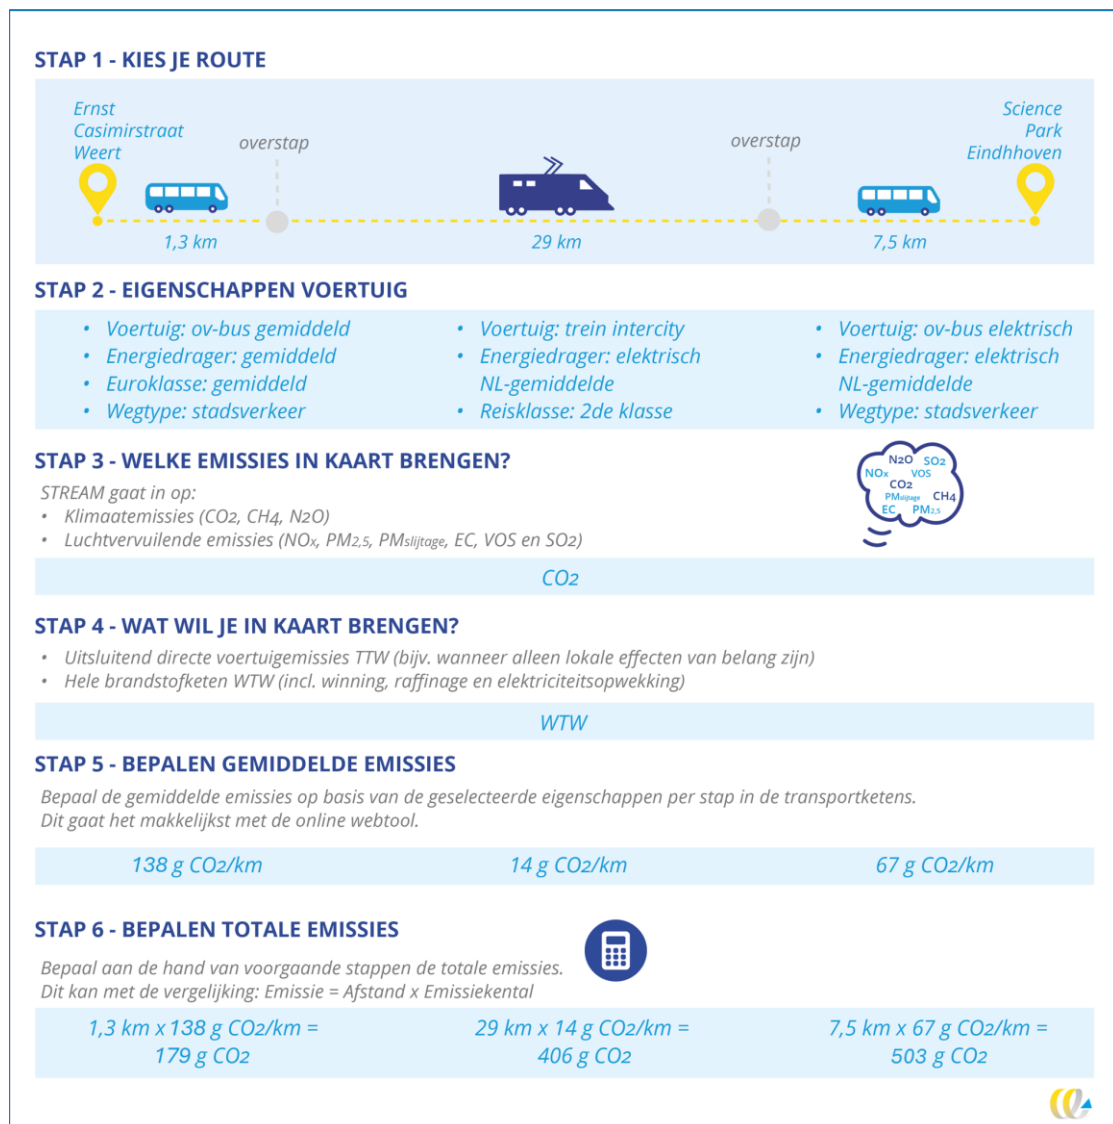 STAP 1 - KIES JE ROUTE
Ernst
Casimirstraat
Weert
overstap
overstap
Science
Park
Eindhhoven
1,3 km
29 km
7,5 km
STAP 2 - EIGENSCHAPPEN VOERTUIG
• Voertuig: ov-bus gemiddeld
• Energiedrager: gemiddeld
• Euroklasse: gemiddeld
• Wegtype: stadsverkeer
• Voertuig: trein intercity
• Energiedrager: elektrisch
NL-gemiddelde
• Reisklasse: 2de klasse
• Voertuig: ov-bus elektrisch
• Energiedrager: elektrisch
NL-gemiddelde
• Wegtype: stadsverkeer
STAP 3 - WELKE EMISSIES IN KAART BRENGEN?
STREAM gaat in op:
• Klimaatemissies (CO2, CH4, N2O)
• Luchtvervuilende emissies (NOx, PM2,5, PMslijtage, EC, VOS en SO2)
N2O SO2
NOx VOS
CO2
PMslijtage CH4
EC PM2,5
CO2
STAP 4 - WAT WIL JE IN KAART BRENGEN?
• Uitsluitend directe voertuigemissies TTW (bijv. wanneer alleen lokale effecten van belang zijn)
• Hele brandstofketen WTW (incl. winning, raffinage en elektriciteitsopwekking)
WTW
STAP 5 - BEPALEN GEMIDDELDE EMISSIES
Bepaal de gemiddelde emissies op basis van de geselecteerde eigenschappen per stap in de transportketens.
Dit gaat het makkelijkst met de online webtool.
138 g CO2/km
14 g CO2/km
67 g CO2/km
STAP 6 - BEPALEN TOTALE EMISSIES
Bepaal aan de hand van voorgaande stappen de totale emissies.
Dit kan met de vergelijking: Emissie = Afstand x Emissiekental
1,3 km x 138 g CO2/km =
179 g CO2
29 km x 14 g CO2/km =
406 g CO2
7,5 km x 67 g CO2/km =
503 g CO2